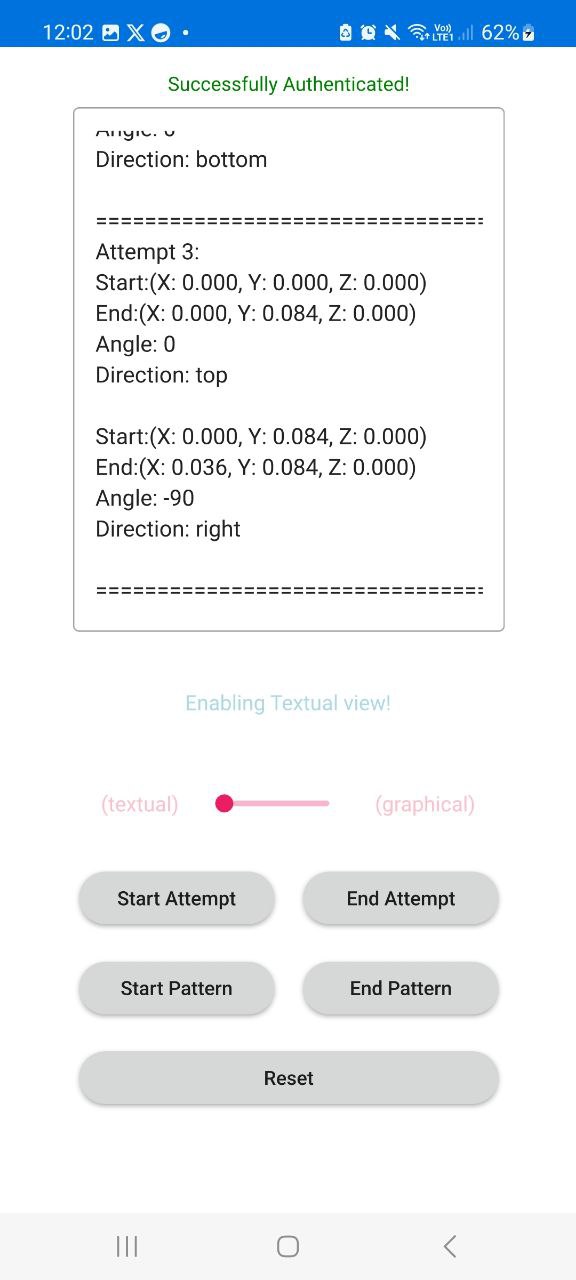 12:02
Vo)) LTE1 62%
Successfully Authenticated!
Angle: 0
Direction: bottom
================================
Attempt 3:
Start:(X: 0.000, Y: 0.000, Z: 0.000)
End:(X: 0.000, Y: 0.084, Z: 0.000)
Angle: 0
Direction: top
Start:(X: 0.000, Y: 0.084, Z: 0.000)
End:(X: 0.036, Y: 0.084, Z: 0.000)
Angle: -90
Direction: right
================================
Enabling Textual view!
(textual) (graphical)
Start Attempt End Attempt
Start Pattern End Pattern
Reset